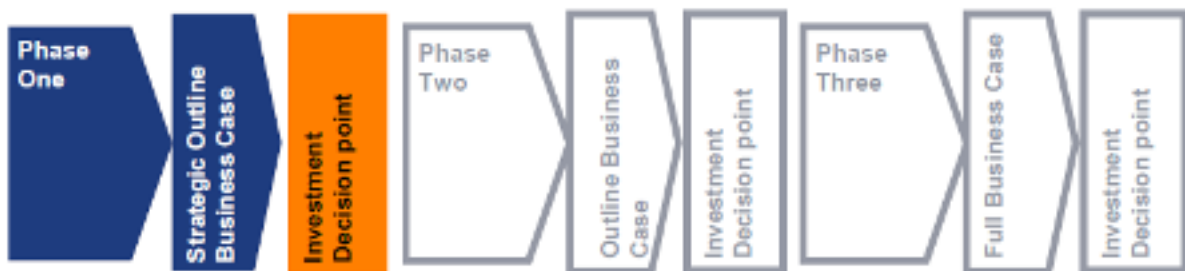 Phase
One
Strategic Outline
Business Case
Investment
Decision point
Phase
Two
Outline Business
Case
Investment
Decision point
Phase
Three
Full Business Case
Investment
Decision point